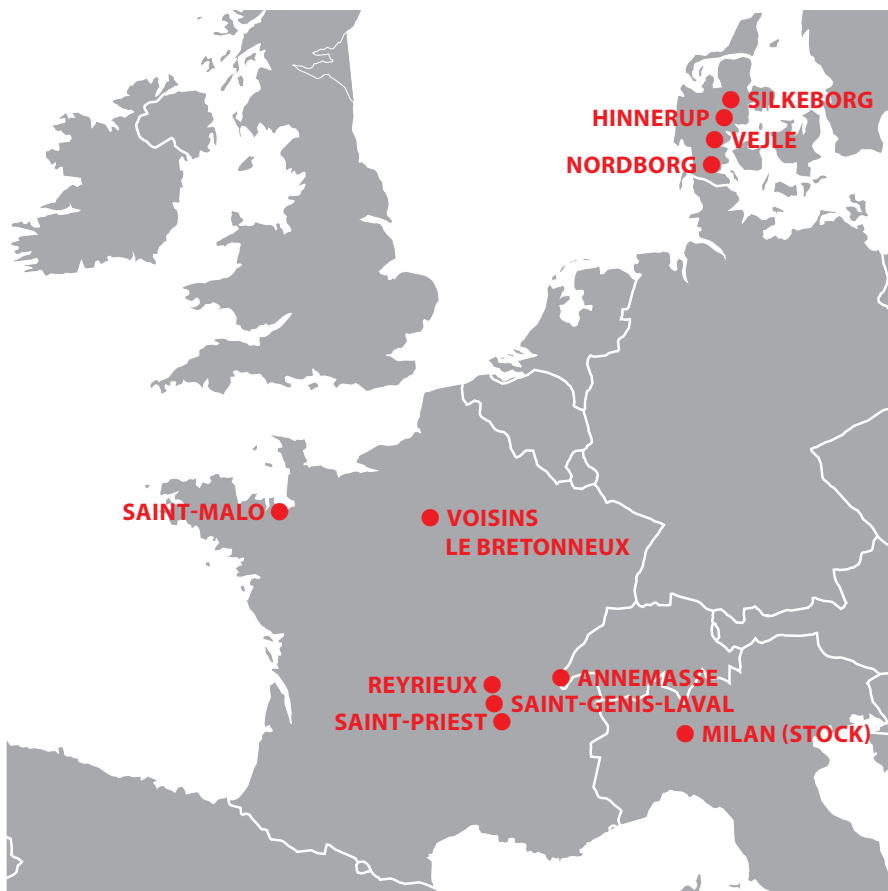 SILKEBORG
HINNERUP
VEJLE
NORDBORG
SAINT-MALO
VOISINS
LE BRETONNEUX
ANNEMASSE
REYRIEUX
SAINT-GENIS-LAVAL
SAINT-PRIEST
MILAN (STOCK)